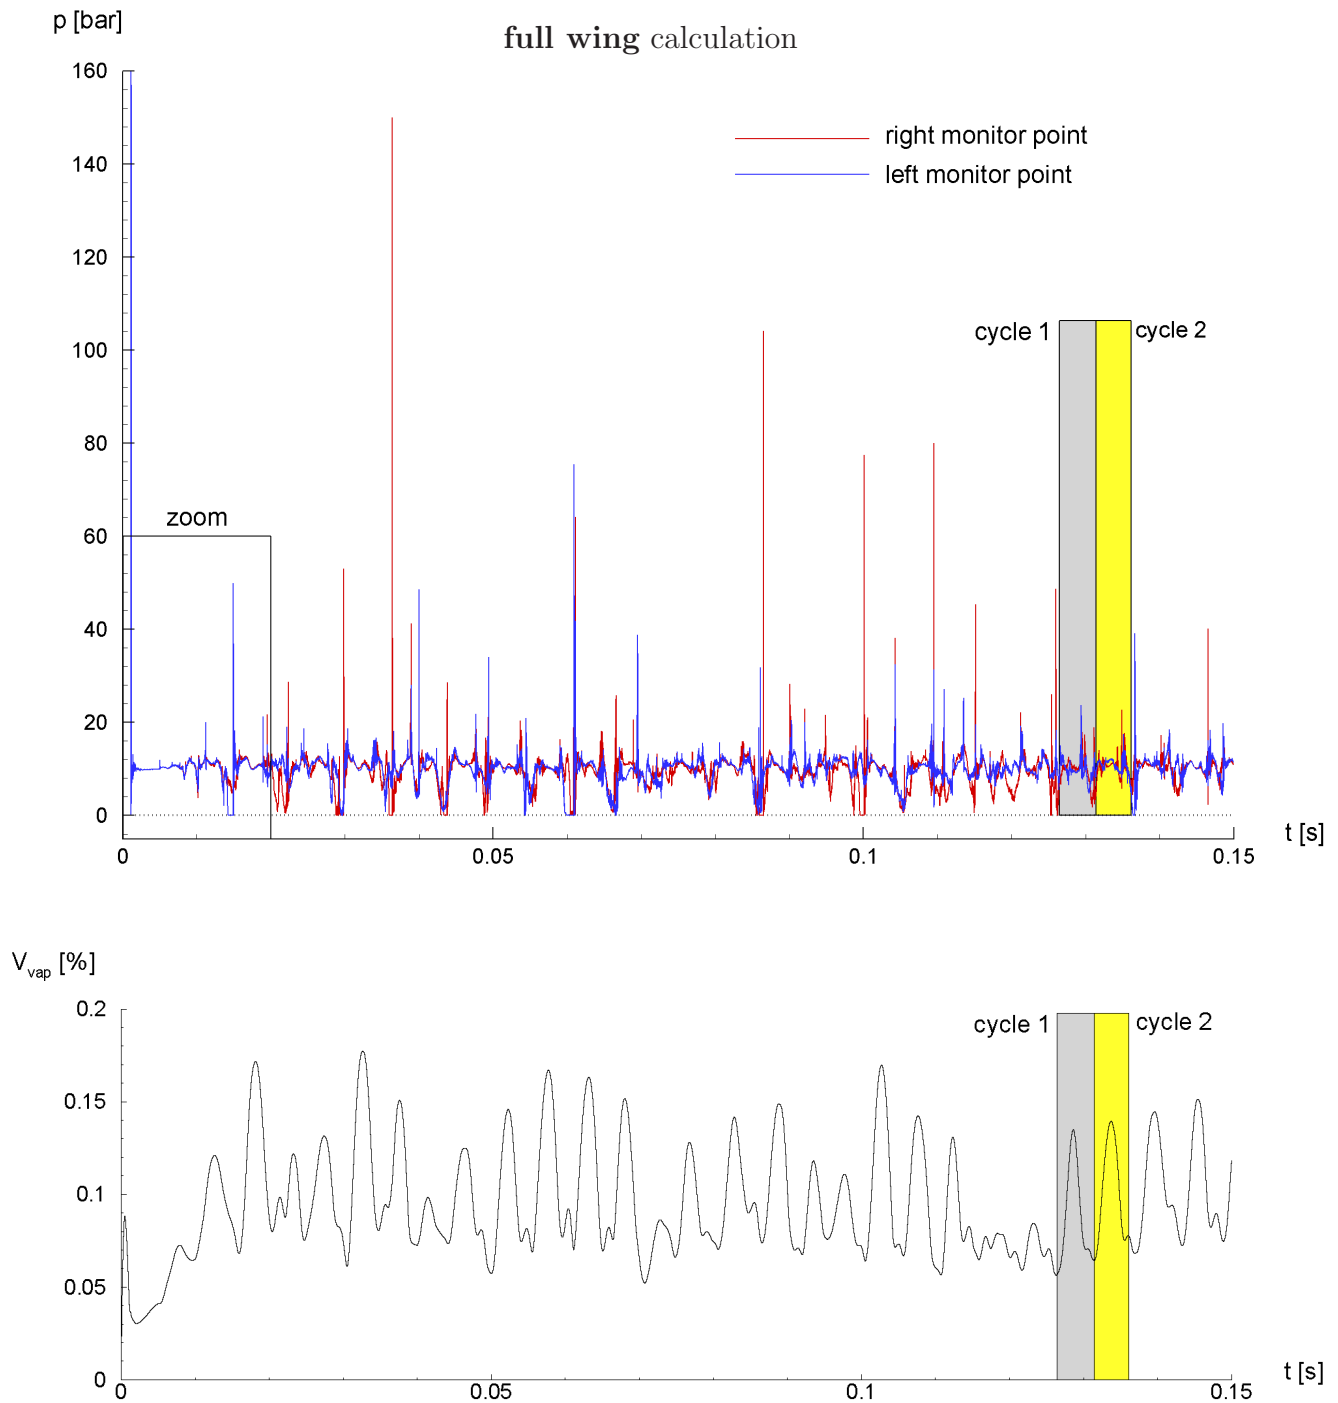 p [bar]
full wing calculation
160
right monitor point
140
left monitor point
120
100
cycle 1
cycle 2
80
zoom
60
40
20
0
0
0.05
0.1
0.15
t [s]
Vvap [%]
0.2
cycle 1
cycle 2
0.15
0.1
0.05
0
0
0.05
0.1
0.15
t [s]